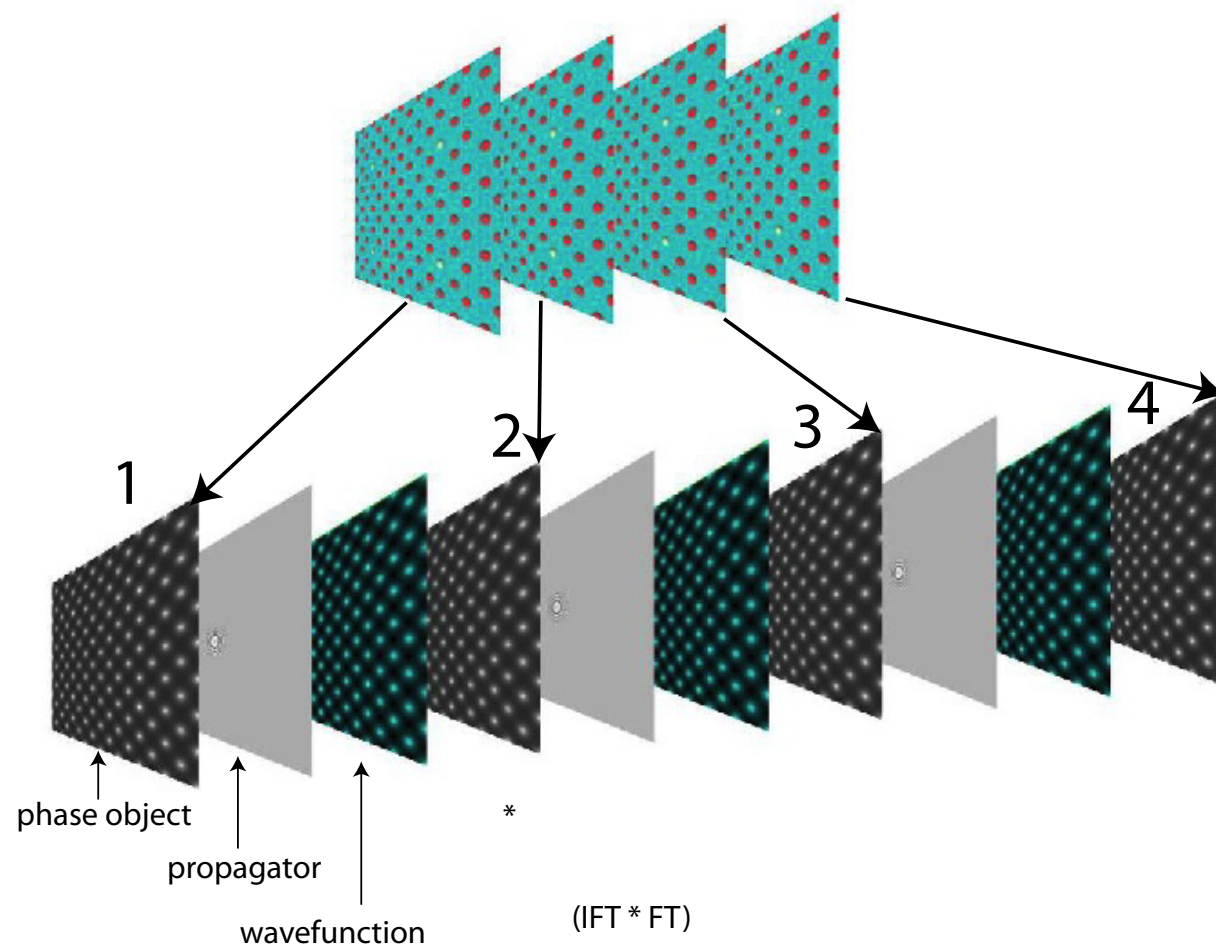 1
2
3
4
phase object
*
propagator
(IFT * FT)
wavefunction